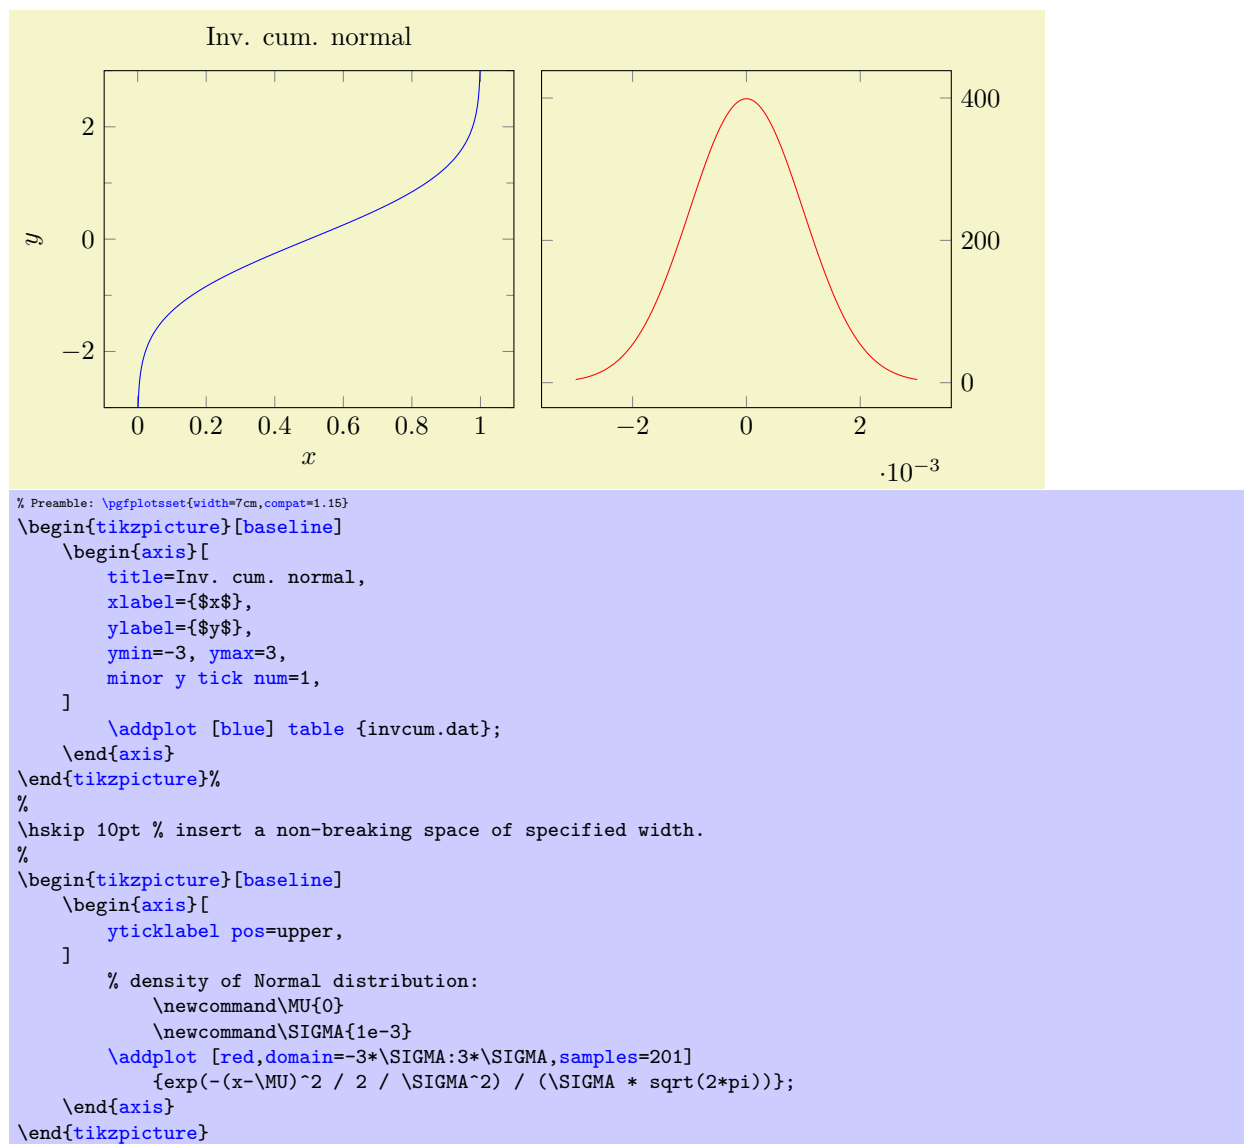 Inv. cum. normal
2
0
−2
y
0 0.2 0.4 0.6 0.8 1
x
400
200
0
−2 0 2
·10−3
% Preamble: \pgfplotsset{width=7cm,compat=1.15}
\begin{tikzpicture}[baseline]
    \begin{axis}[
        title=Inv. cum. normal,
        xlabel={$x$},
        ylabel={$y$},
        ymin=-3, ymax=3,
        minor y tick num=1,
    ]
        \addplot [blue] table {invcum.dat};
    \end{axis}
\end{tikzpicture}%
%
\hskip 10pt % insert a non-breaking space of specified width.
%
\begin{tikzpicture}[baseline]
    \begin{axis}[
        yticklabel pos=upper,
    ]
        % density of Normal distribution:
            \newcommand\MU{0}
            \newcommand\SIGMA{1e-3}
        \addplot [red,domain=-3*\SIGMA:3*\SIGMA,samples=201]
            {exp(-(x-\MU)^2 / 2 / \SIGMA^2) / (\SIGMA * sqrt(2*pi))};
    \end{axis}
\end{tikzpicture}